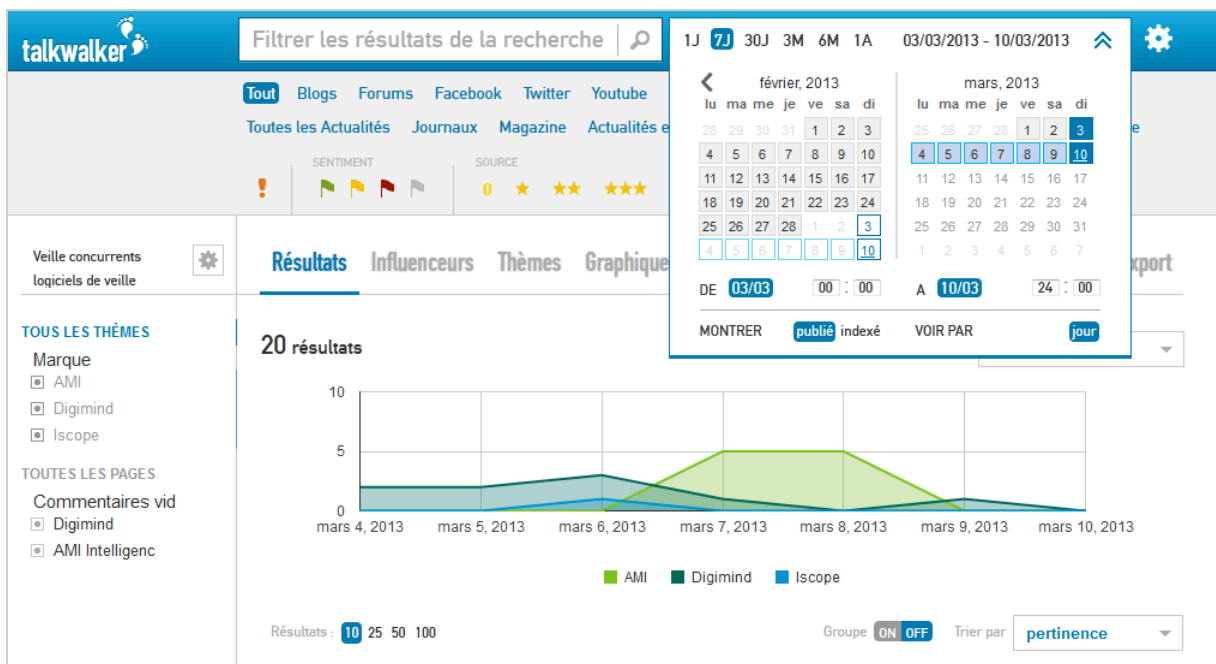 talkwalker
Filtrer les résultats de la recherche
1J 7J 30J 3M 6M 1A 03/03/2013 - 10/03/2013
Tout Blogs Forums Facebook Twitter Youtube
Toutes les Actualités Journaux Magazine Actualités e
e
SENTIMENT SOURCE
! 0
février, 2013
lu ma me je ve sa di
28 29 30 31 1 2 3
4 5 6 7 8 9 10
11 12 13 14 15 16 17
18 19 20 21 22 23 24
25 26 27 28 1 2 3
4 5 6 7 8 9 10
mars, 2013
lu ma me je ve sa di
25 26 27 28 1 2 3
4 5 6 7 8 9 10
11 12 13 14 15 16 17
18 19 20 21 22 23 24
25 26 27 28 29 30 31
1 2 3 4 5 6 7
DE 03/03 00 : 00 A 10/03 24 : 00
MONTRER publié indexé VOIR PAR jour
Veille concurrents
logiciels de veille
Résultats Influenceurs Thèmes Graphique xport
TOUS LES THÈMES
Marque
AMI
Digimind
Iscope
TOUTES LES PAGES
Commentaires vid
Digimind
AMI Intelligenc
20 résultats
10
5
0
mars 4, 2013 mars 5, 2013 mars 6, 2013 mars 7, 2013 mars 8, 2013 mars 9, 2013 mars 10, 2013
AMI Digimind Iscope
Résultats : 10 25 50 100 Groupe ON OFF Trier par pertinence